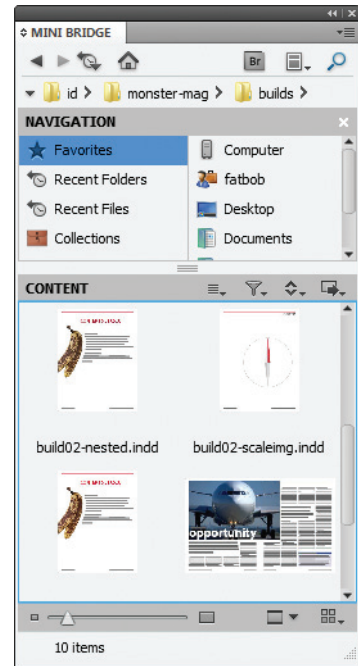 MINI BRIDGE
Br
id > monster-mag > builds >
NAVIGATION
Favorites
Recent Folders
Recent Files
Collections
Computer
fatbob
Desktop
Documents
CONTENT
build02-nested.indd
build02-scaleimg.indd
opportunity
10 items